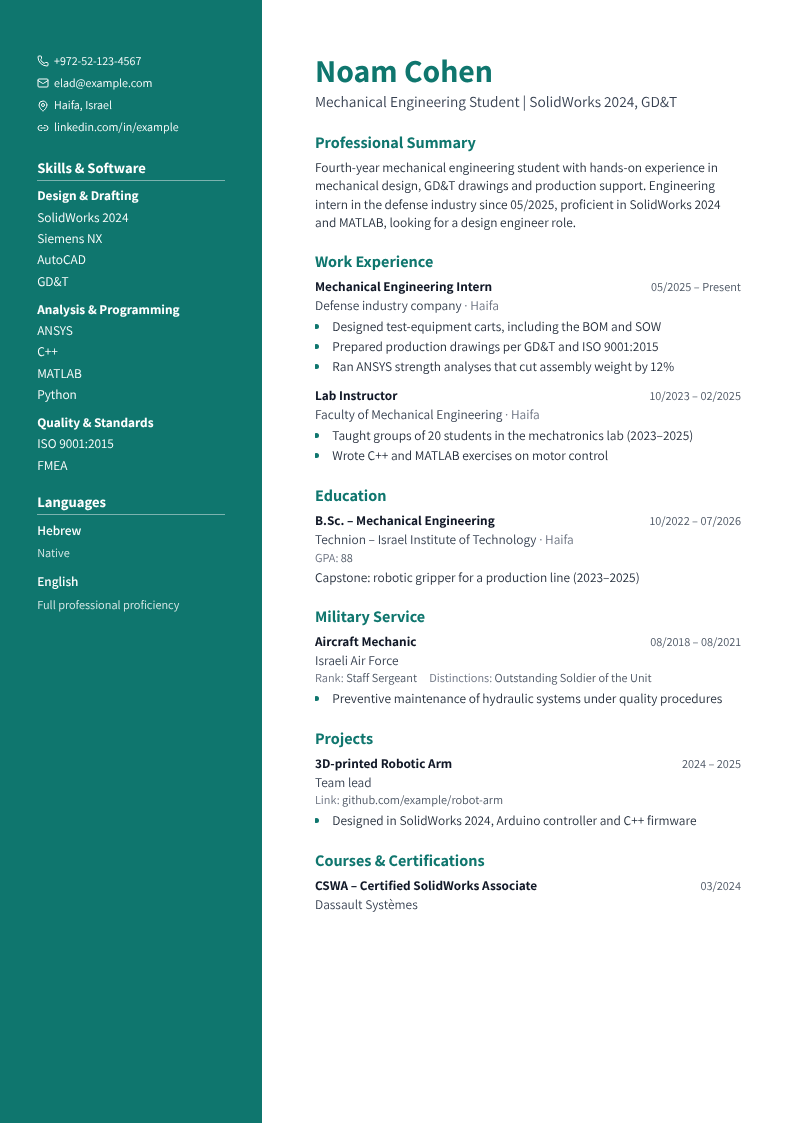 +972-52-123-4567
elad@example.com
Haifa, Israel
linkedin.com/in/example
Skills & Software
Design & Drafting
SolidWorks 2024
Siemens NX
AutoCAD
GD&T
Analysis & Programming
ANSYS
C++
MATLAB
Python
Quality & Standards
ISO 9001:2015
FMEA
Languages
Hebrew
Native
English
Full professional proficiency
Noam Cohen
Mechanical Engineering Student | SolidWorks 2024, GD&T
Professional Summary
Fourth-year mechanical engineering student with hands-on experience in
mechanical design, GD&T drawings and production support. Engineering
intern in the defense industry since 05/2025, proficient in SolidWorks 2024
and MATLAB, looking for a design engineer role.
Work Experience
Mechanical Engineering Intern 05/2025 – Present
Defense industry company · Haifa
Designed test-equipment carts, including the BOM and SOW
Prepared production drawings per GD&T and ISO 9001:2015
Ran ANSYS strength analyses that cut assembly weight by 12%
Lab Instructor 10/2023 – 02/2025
Faculty of Mechanical Engineering · Haifa
Taught groups of 20 students in the mechatronics lab (2023–2025)
Wrote C++ and MATLAB exercises on motor control
Education
B.Sc. – Mechanical Engineering 10/2022 – 07/2026
Technion – Israel Institute of Technology · Haifa
GPA: 88
Capstone: robotic gripper for a production line (2023–2025)
Military Service
Aircraft Mechanic 08/2018 – 08/2021
Israeli Air Force
Rank: Staff Sergeant Distinctions: Outstanding Soldier of the Unit
Preventive maintenance of hydraulic systems under quality procedures
Projects
3D-printed Robotic Arm 2024 – 2025
Team lead
Link: github.com/example/robot-arm
Designed in SolidWorks 2024, Arduino controller and C++ firmware
Courses & Certifications
CSWA – Certified SolidWorks Associate 03/2024
Dassault Systèmes